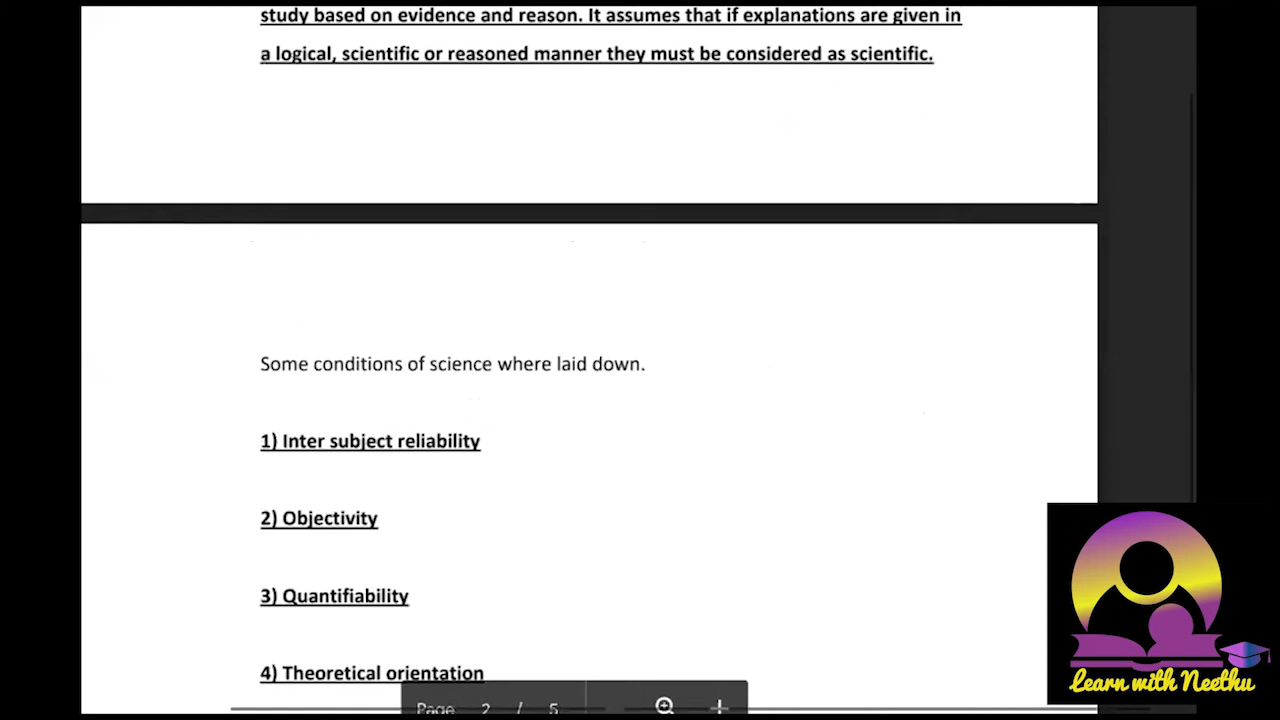 study based on evidence and reason. It assumes that if explanations are given in
a logical, scientific or reasoned manner they must be considered as scientific.
Some conditions of science where laid down.
1) Inter subject reliability
2) Objectivity
3) Quantifiability
4) Theoretical orientation
Page 2 / 5
Learn with Neethu